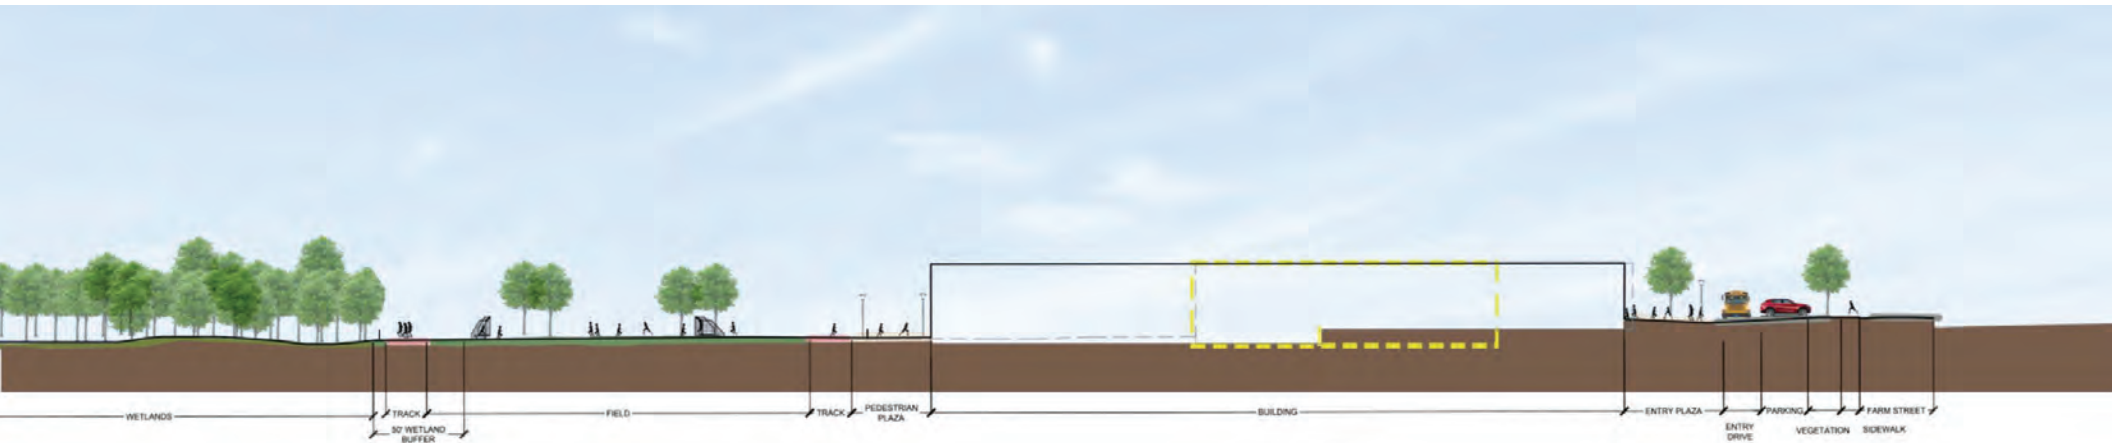 WETLANDS
TRACK
50' WETLAND
BUFFER
FIELD
TRACK
PEDESTRIAN
PLAZA
BUILDING
ENTRY PLAZA
ENTRY
DRIVE
PARKING
VEGETATION
SIDEWALK
FARM STREET